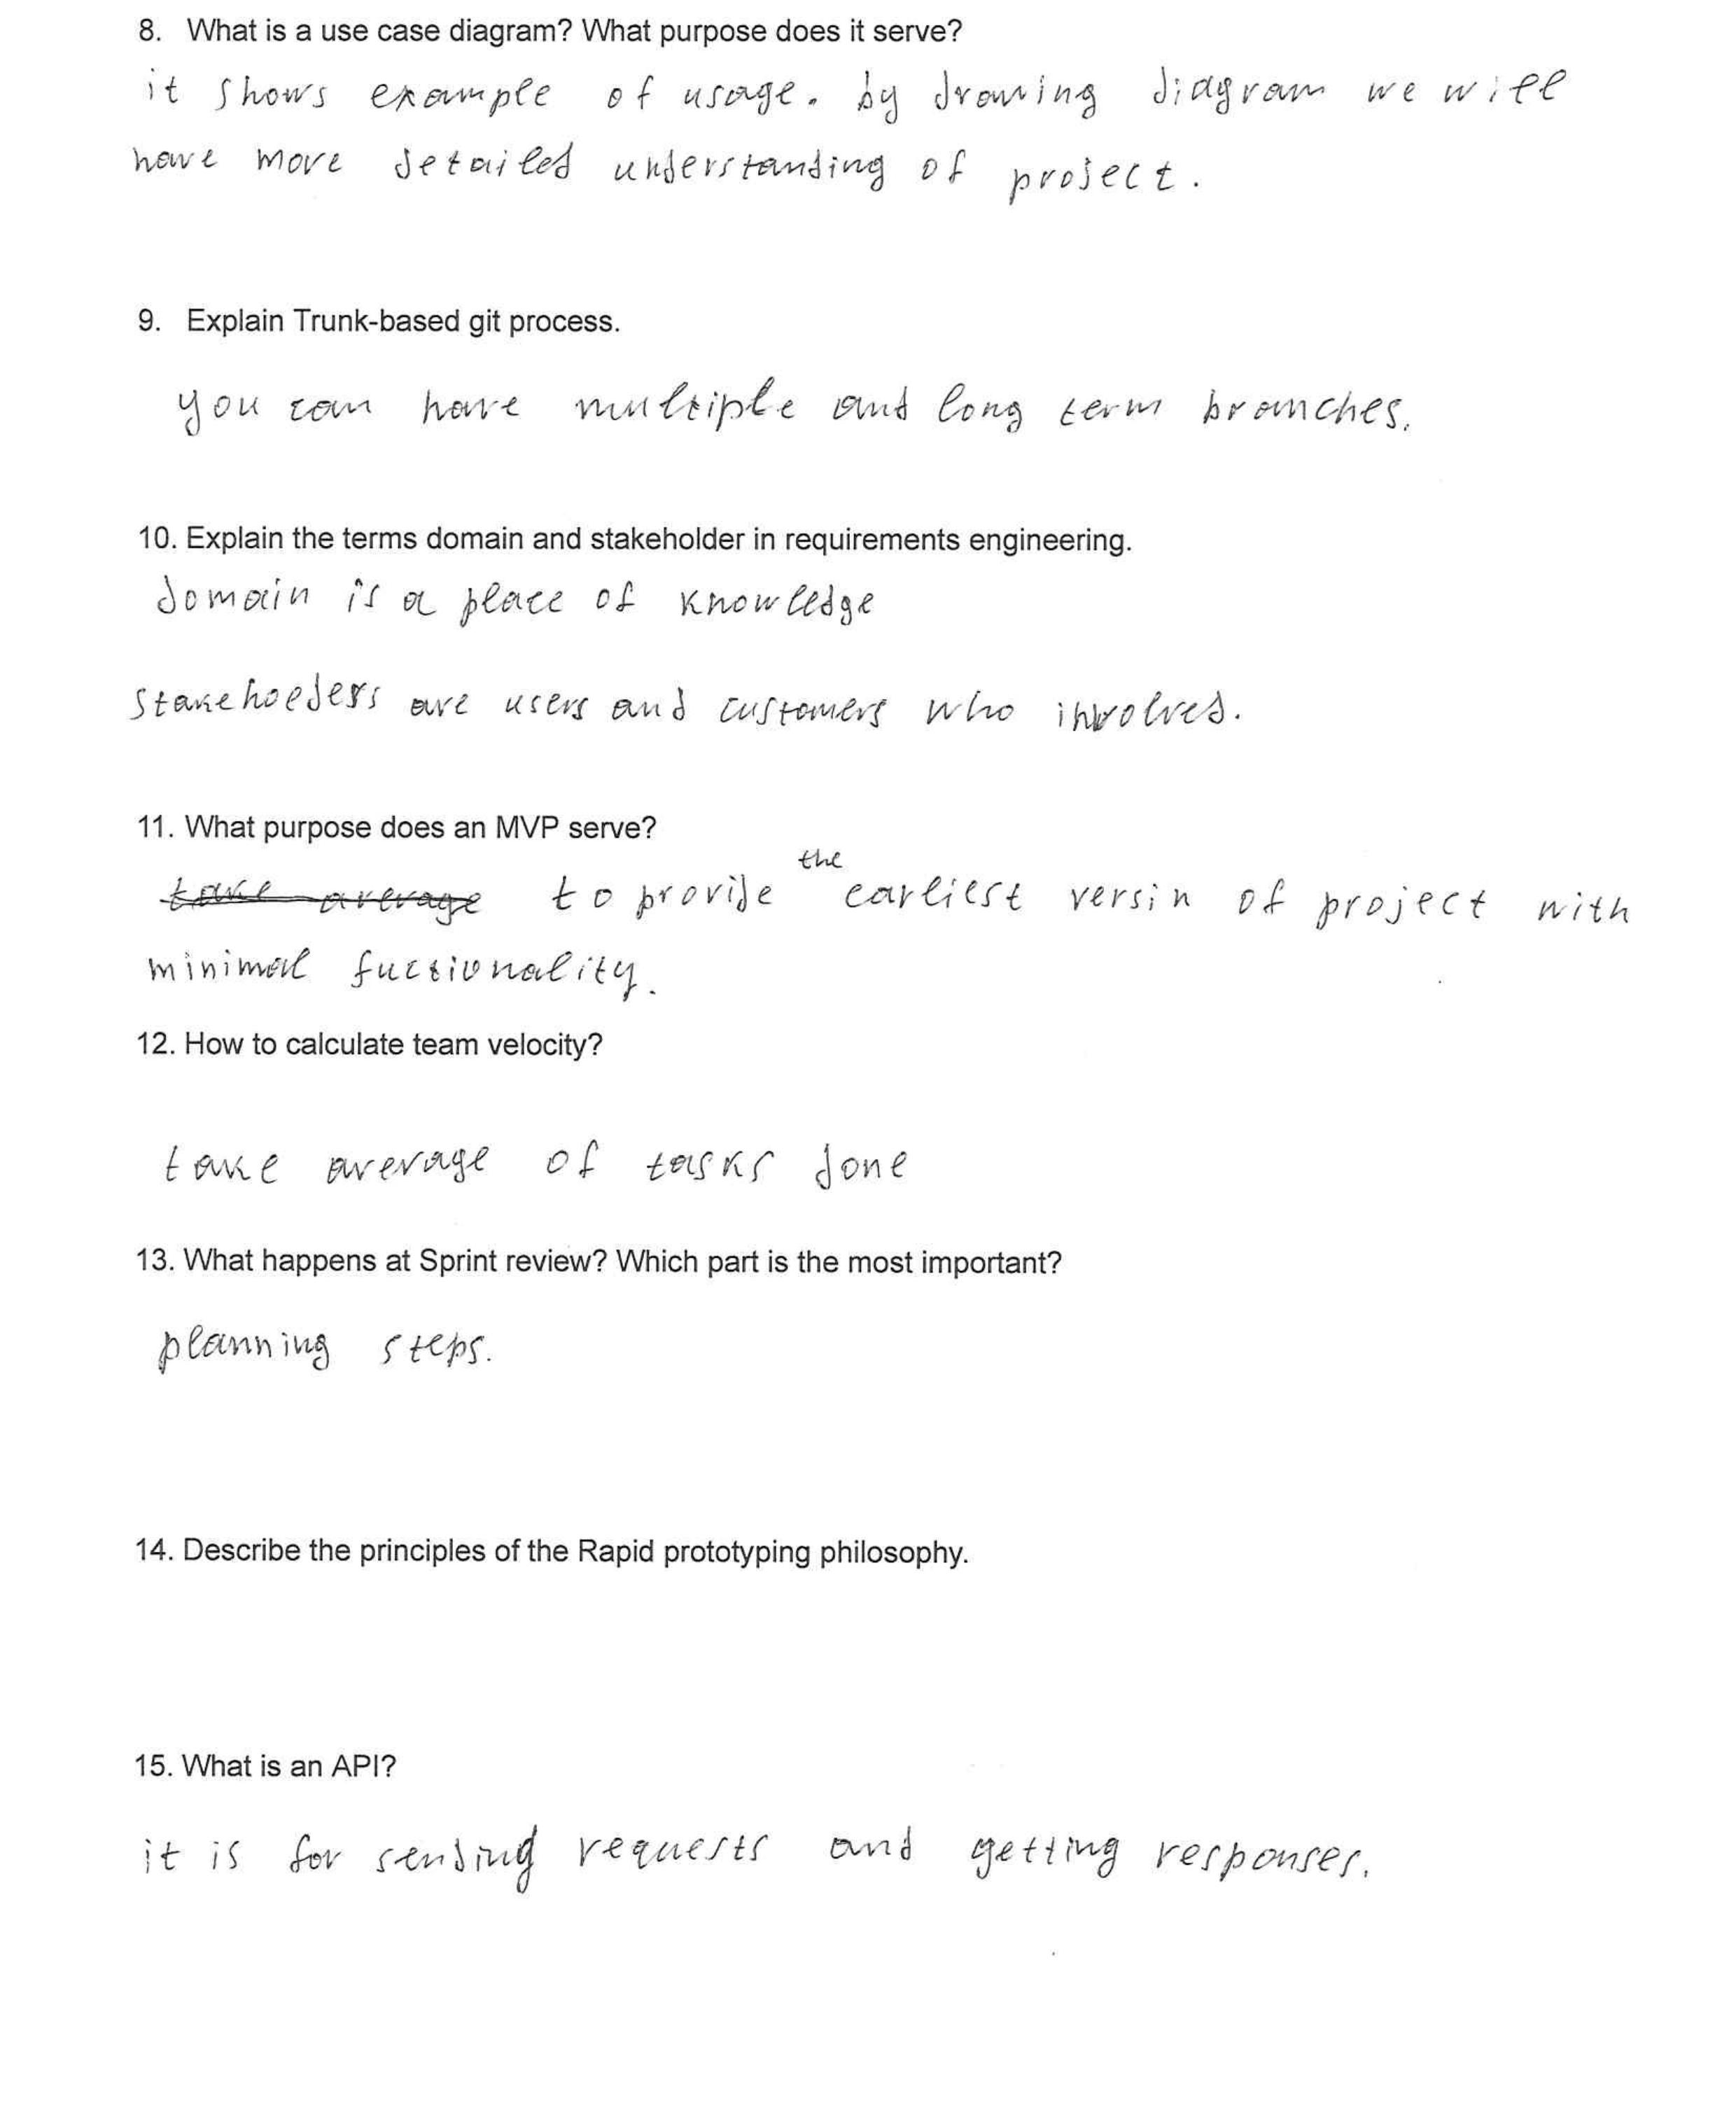 8. What is a use case diagram? What purpose does it serve?
it shows example of usage. by drawing diagram we will
have more detailed understanding of project.
9. Explain Trunk-based git process.
you can have multiple and long term branches.
10. Explain the terms domain and stakeholder in requirements engineering.
domain is a place of knowledge
stakeholders are users and customers who involved.
11. What purpose does an MVP serve?
take average to provide the earliest versin of project with
minimal fuctionality.
12. How to calculate team velocity?
take average of tasks done
13. What happens at Sprint review? Which part is the most important?
planning steps.
14. Describe the principles of the Rapid prototyping philosophy.
15. What is an API?
it is for sending requests and getting responses.